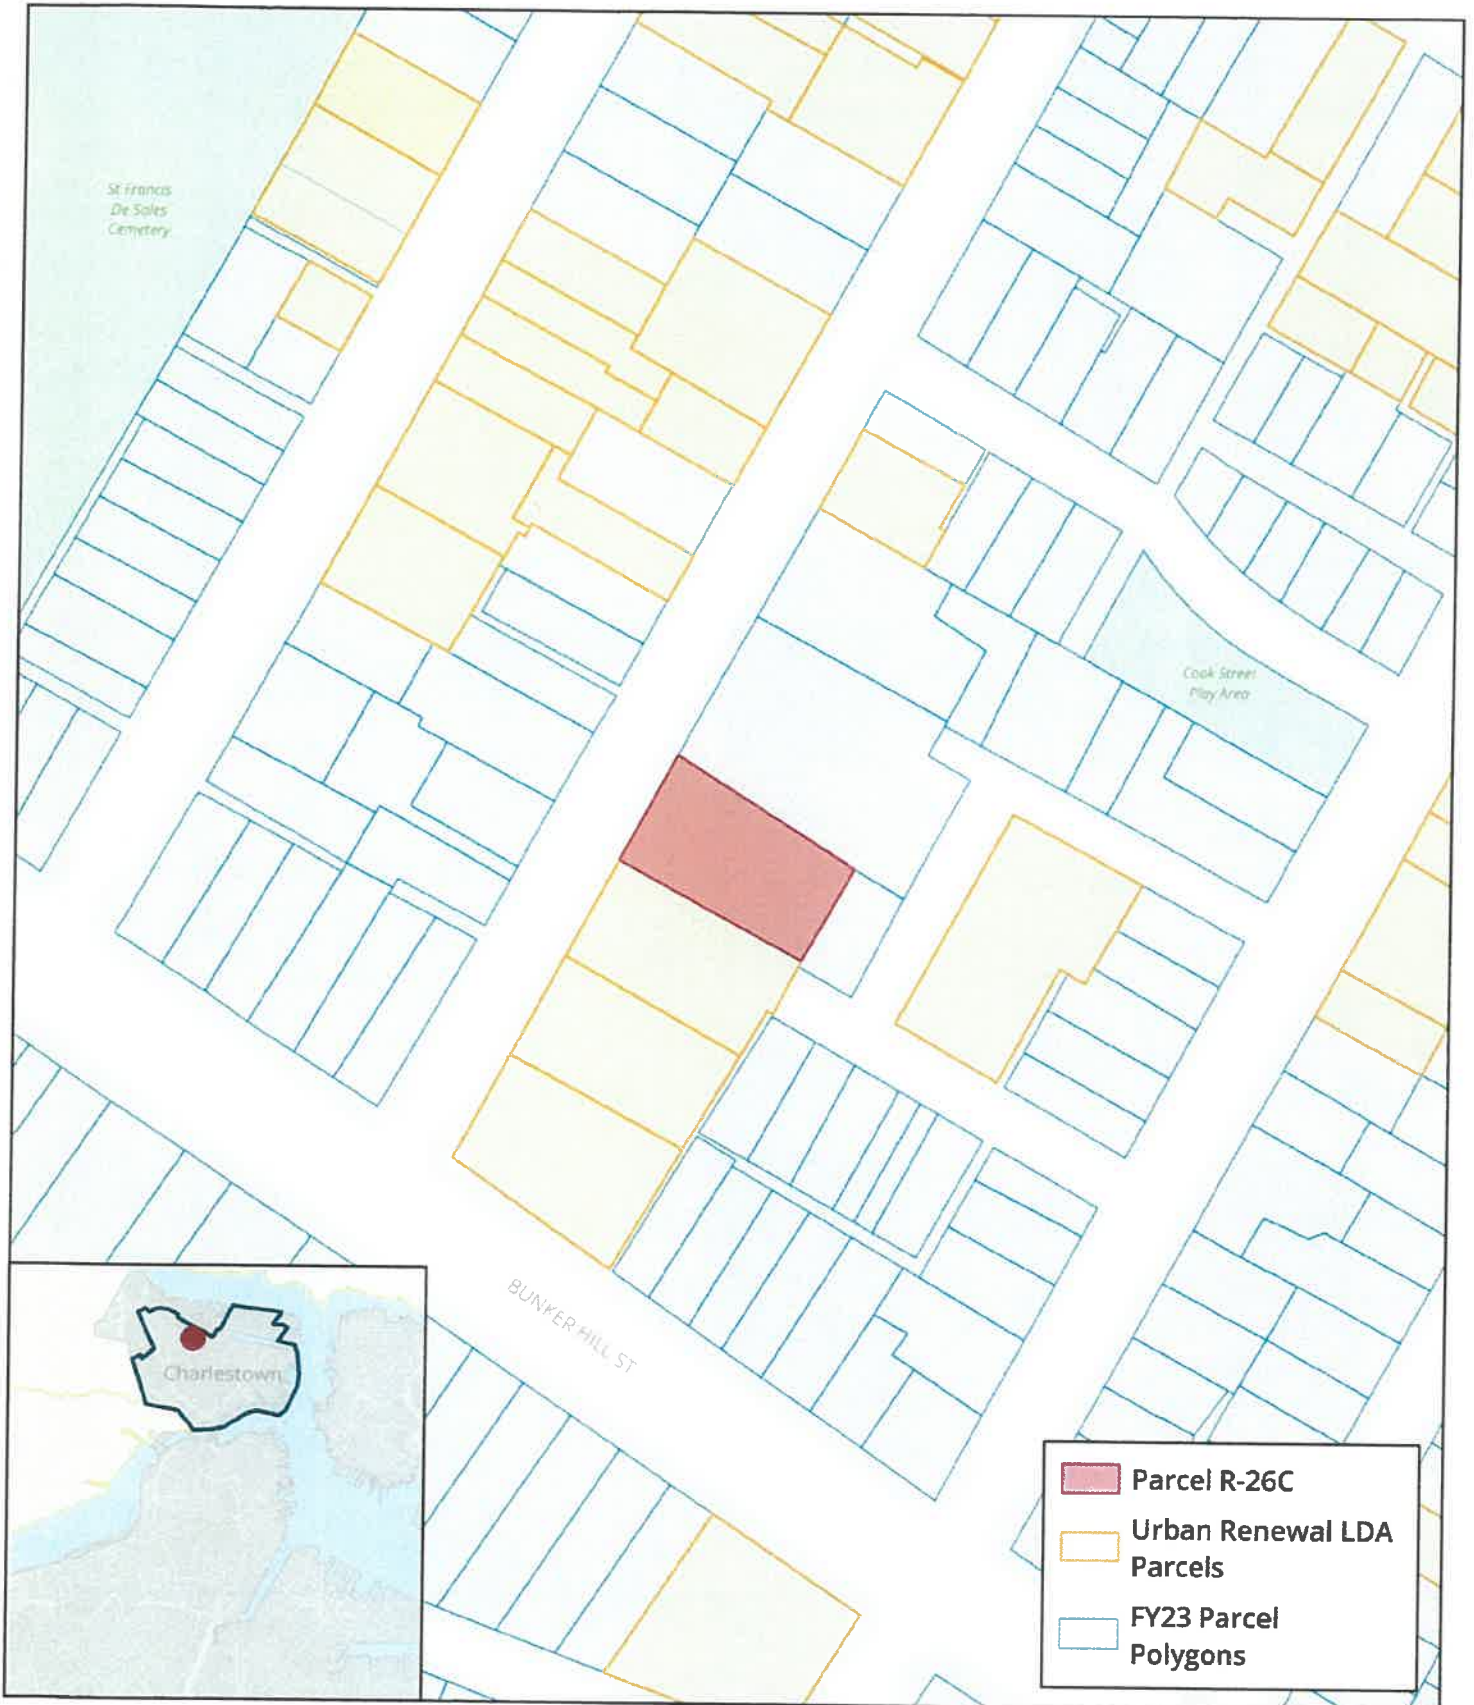 St Francis
De Sales
Cemetery
Cook Street
Play Area
BUNKER HILL ST
Charlestown
Parcel R-26C
Urban Renewal LDA
Parcels
FY23 Parcel
Polygons